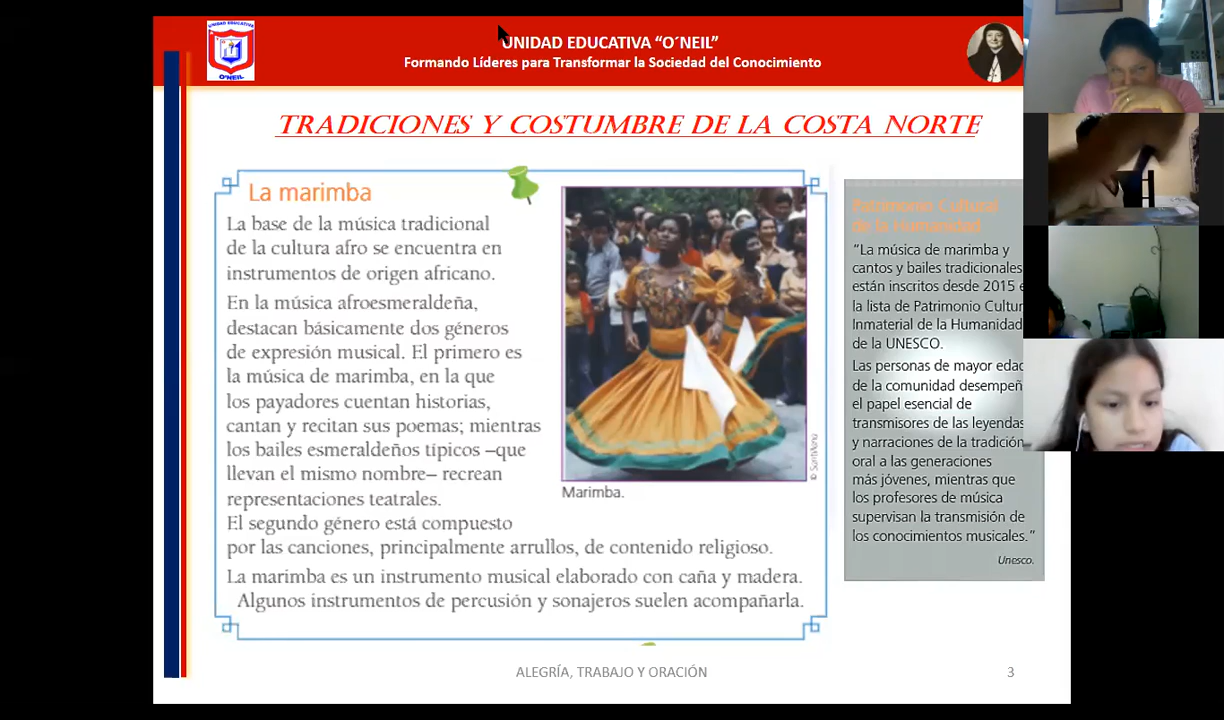 UNIDAD EDUCATIVA
O´NEIL
UNIDAD EDUCATIVA “O´NEIL”
Formando Líderes para Transformar la Sociedad del Conocimiento
TRADICIONES Y COSTUMBRE DE LA COSTA NORTE
La marimba
La base de la música tradicional
de la cultura afro se encuentra en
instrumentos de origen africano.
En la música afroesmeraldeña,
destacan básicamente dos géneros
de expresión musical. El primero es
la música de marimba, en la que
los payadores cuentan historias,
cantan y recitan sus poemas; mientras
los bailes esmeraldeños típicos –que
llevan el mismo nombre– recrean
representaciones teatrales.
El segundo género está compuesto
por las canciones, principalmente arrullos, de contenido religioso.
La marimba es un instrumento musical elaborado con caña y madera.
Algunos instrumentos de percusión y sonajeros suelen acompañarla.
Marimba.
© Santillana
Patrimonio Cultural
de la Humanidad
“La música de marimba y
cantos y bailes tradicionales
están inscritos desde 2015 e
la lista de Patrimonio Cultur
Inmaterial de la Humanidad
de la UNESCO.
Las personas de mayor edad
de la comunidad desempeñ
el papel esencial de
transmisores de las leyendas
y narraciones de la tradición
oral a las generaciones
más jóvenes, mientras que
los profesores de música
supervisan la transmisión de
los conocimientos musicales.”
Unesco.
ALEGRÍA, TRABAJO Y ORACIÓN
3